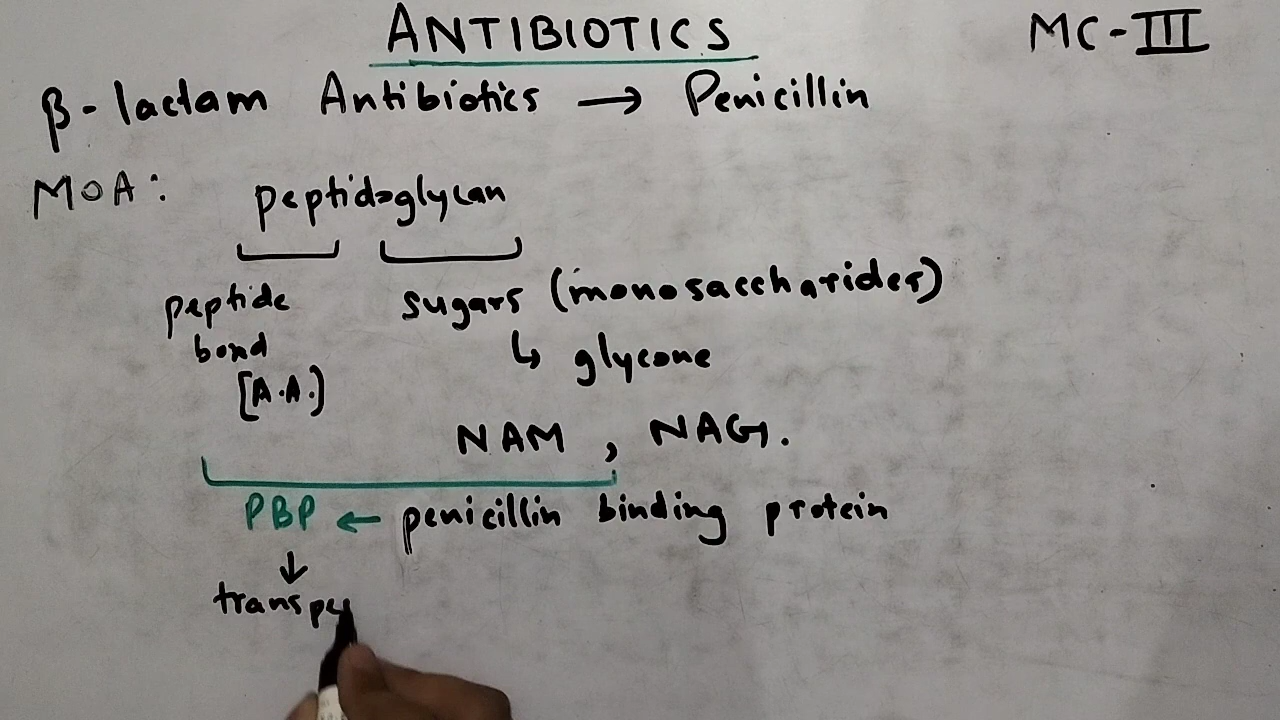 ANTIBIOTICS
MC-III
β-lactam Antibiotics → Penicillin
MOA: peptidoglycan
peptide bond [A.A.]
sugars (monosaccharides)
↳ glycone
NAM, NAG.
PBP ← penicillin binding protein
↓
transpe